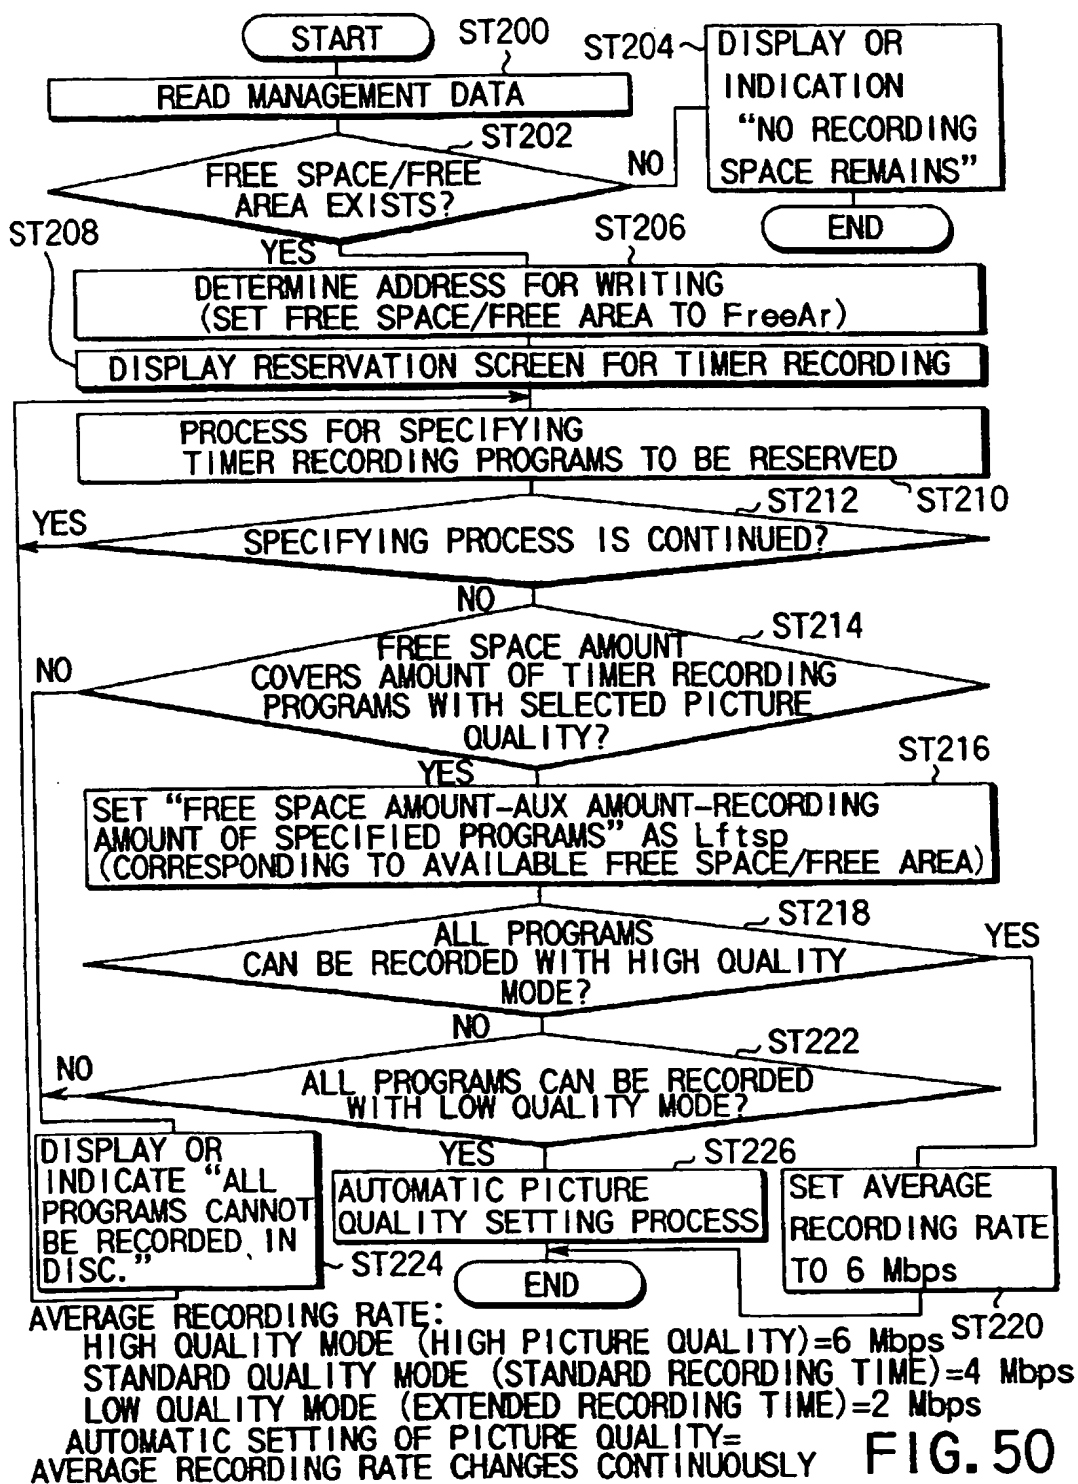 START
ST200
READ MANAGEMENT DATA
ST202
FREE SPACE/FREE
AREA EXISTS?
NO
ST204
DISPLAY OR
INDICATION
“NO RECORDING
SPACE REMAINS”
END
YES
ST206
DETERMINE ADDRESS FOR WRITING
(SET FREE SPACE/FREE AREA TO FreeAr)
ST208
DISPLAY RESERVATION SCREEN FOR TIMER RECORDING
PROCESS FOR SPECIFYING
TIMER RECORDING PROGRAMS TO BE RESERVED
ST210
ST212
YES
SPECIFYING PROCESS IS CONTINUED?
NO
ST214
NO
FREE SPACE AMOUNT
COVERS AMOUNT OF TIMER RECORDING
PROGRAMS WITH SELECTED PICTURE
QUALITY?
YES
ST216
SET “FREE SPACE AMOUNT-AUX AMOUNT-RECORDING
AMOUNT OF SPECIFIED PROGRAMS” AS Lftsp
(CORRESPONDING TO AVAILABLE FREE SPACE/FREE AREA)
ST218
YES
ALL PROGRAMS
CAN BE RECORDED WITH HIGH QUALITY
MODE?
NO
ST222
NO
ALL PROGRAMS CAN BE RECORDED
WITH LOW QUALITY MODE?
YES
ST226
DISPLAY OR
INDICATE “ALL
PROGRAMS CANNOT
BE RECORDED IN
DISC.”
ST224
AUTOMATIC PICTURE
QUALITY SETTING PROCESS
END
SET AVERAGE
RECORDING RATE
TO 6 Mbps
ST220
AVERAGE RECORDING RATE:
HIGH QUALITY MODE (HIGH PICTURE QUALITY)=6 Mbps
STANDARD QUALITY MODE (STANDARD RECORDING TIME)=4 Mbps
LOW QUALITY MODE (EXTENDED RECORDING TIME)=2 Mbps
AUTOMATIC SETTING OF PICTURE QUALITY=
AVERAGE RECORDING RATE CHANGES CONTINUOUSLY
FIG. 50